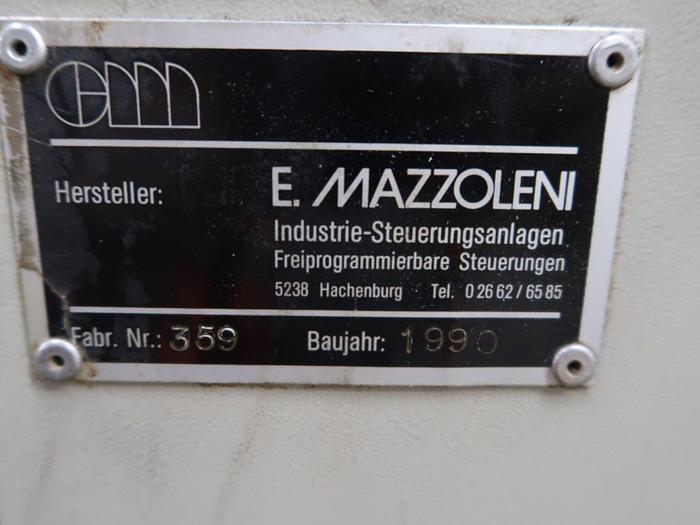 em
Hersteller: E. MAZZOLENI
Industrie-Steuerungsanlagen
Freiprogrammierbare Steuerungen
5238 Hachenburg Tel. 0 26 62 / 65 85
Fabr. Nr.: 359 Baujahr: 1990